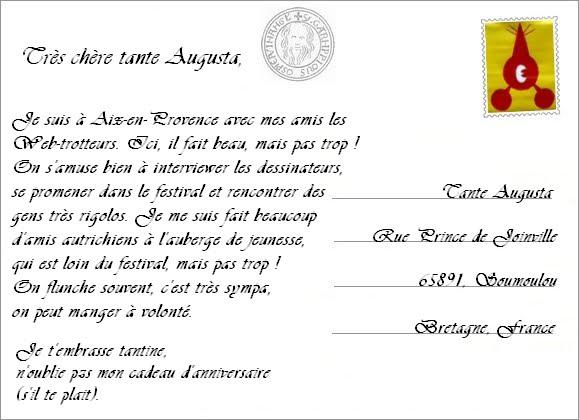 Très chère tante Augusta,
Je suis à Aix-en-Provence avec mes amis les
Web-trotteurs. Ici, il fait beau, mais pas trop !
On s'amuse bien à interviewer les dessinateurs,
se promener dans le festival et rencontrer des
gens très rigolos. Je me suis fait beaucoup
d'amis autrichiens à l'auberge de jeunesse,
qui est loin du festival, mais pas trop !
On flunche souvent, c'est très sympa,
on peut manger à volonté.
Je t'embrasse tantine,
n'oublie pas mon cadeau d'anniversaire
(s'il te plait).
Tante Augusta
Rue Prince de Joinville
65891, Soumoulou
Bretagne, France